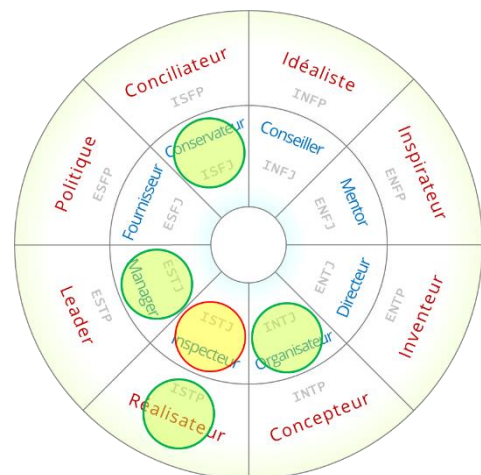 Conciliateur
ISFP
Idéaliste
INFP
Inspirateur
ENFP
Inventeur
ENTP
Concepteur
INTP
Réalisateur
ISTP
Leader
ESTP
Politique
ESFP
Conservateur
ISFJ
Conseiller
INFJ
Mentor
ENFJ
Directeur
ENTJ
Organisateur
INTJ
Inspecteur
ISTJ
Manager
ESTJ
Fournisseur
ESFJ